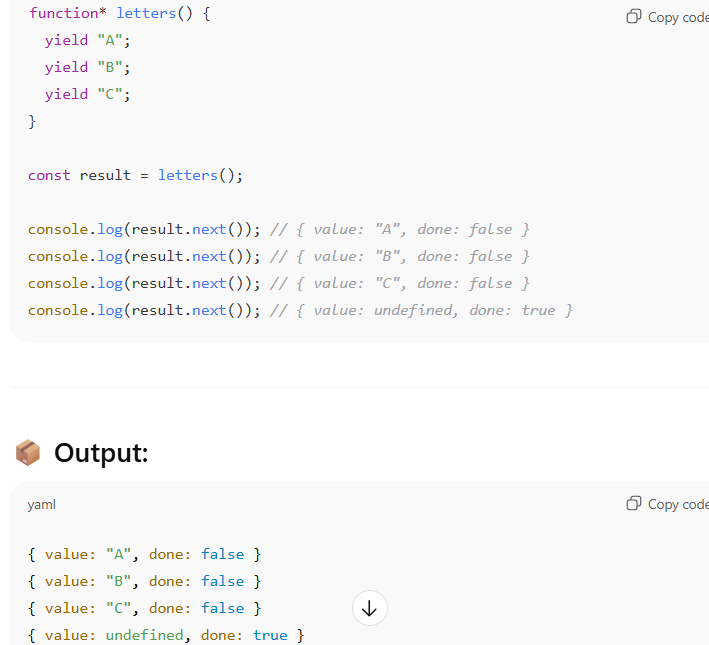 function* letters() {
Copy code
  yield "A";
  yield "B";
  yield "C";
}
const result = letters();
console.log(result.next()); // { value: "A", done: false }
console.log(result.next()); // { value: "B", done: false }
console.log(result.next()); // { value: "C", done: false }
console.log(result.next()); // { value: undefined, done: true }
📦 Output:
yaml
Copy code
{ value: "A", done: false }
{ value: "B", done: false }
{ value: "C", done: false }
{ value: undefined, done: true }